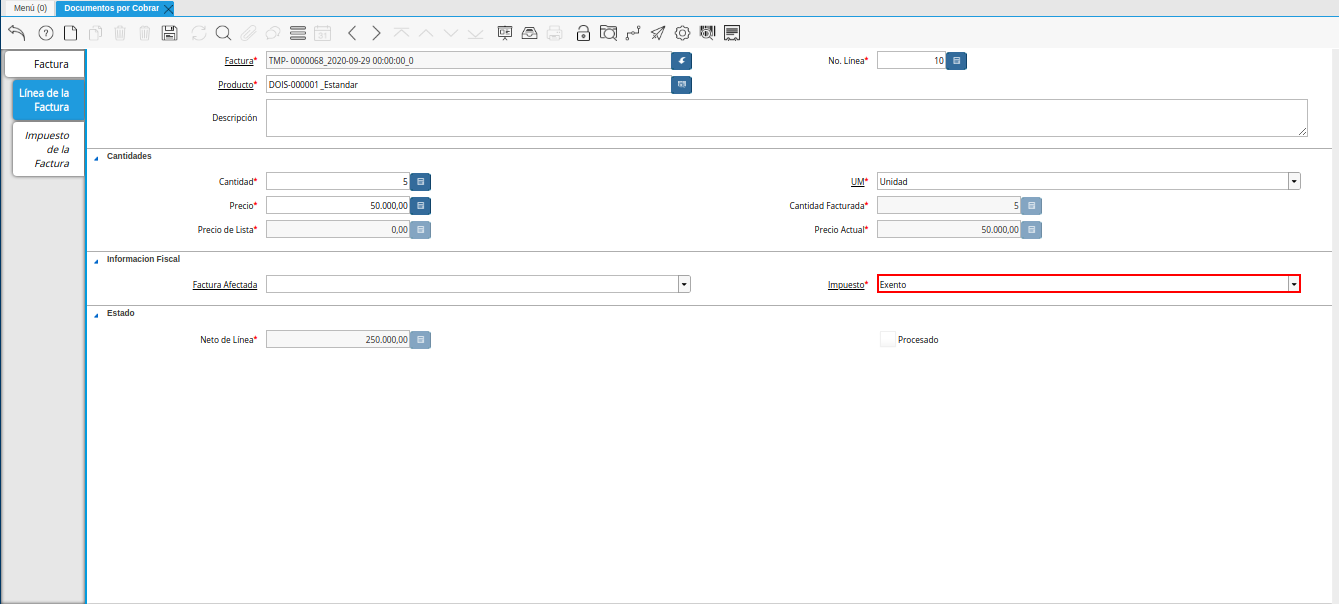 Menú (0) Documentos por Cobrar
Factura
Línea de la
Factura
Impuesto
de la
Factura
Factura* TMP- 0000068_2020-09-29 00:00:00_0 No. Línea* 10
Producto* DOIS-000001 _Estandar
Descripción
Cantidades
Cantidad* 5 UM* Unidad
Precio* 50.000,00 Cantidad Facturada* 5
Precio de Lista* 0,00 Precio Actual* 50.000,00
Informacion Fiscal
Factura Afectada Impuesto* Exento
Estado
Neto de Línea* 250.000,00 Procesado